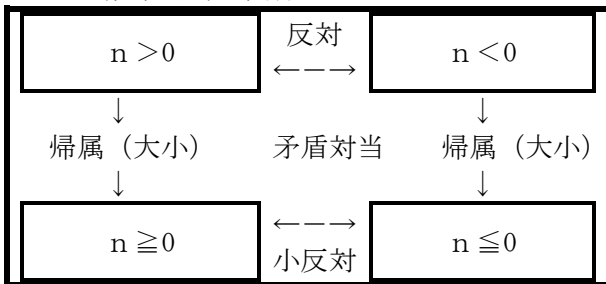 n＞0 反対 n＜0
←－→
↓ ↓
帰属（大小） 矛盾対当 帰属（大小）
↓ ↓
n≧0 ←－→ n≦0
小反対